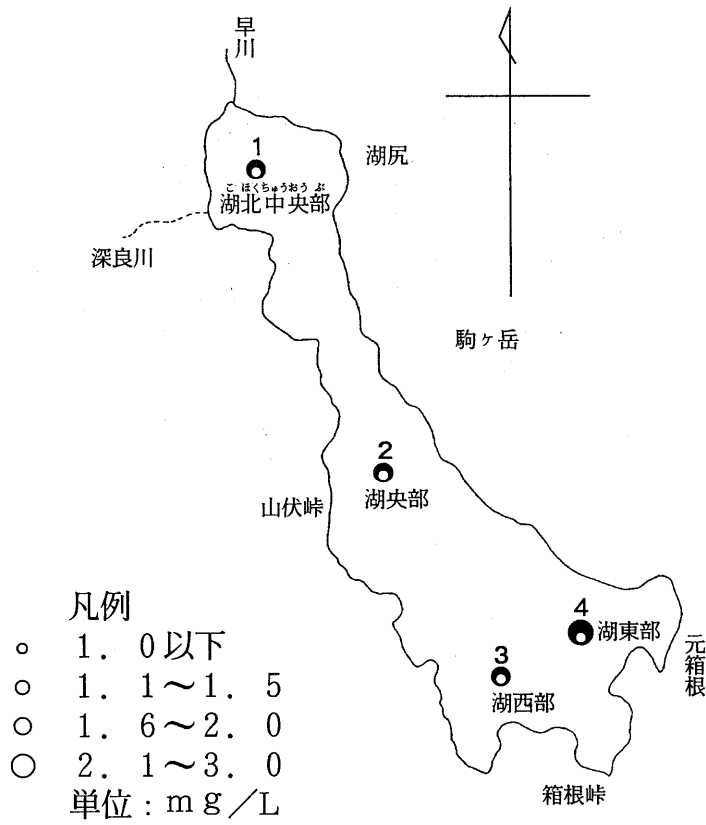 早川
1
湖尻
こほくちゅうおうぶ
湖北中央部
深良川
駒ヶ岳
2
湖央部
山伏峠
4
湖東部
元箱根
3
湖西部
箱根峠
凡例
1．0以下
1．1～1．5
1．6～2．0
2．1～3．0
単位：mg／L